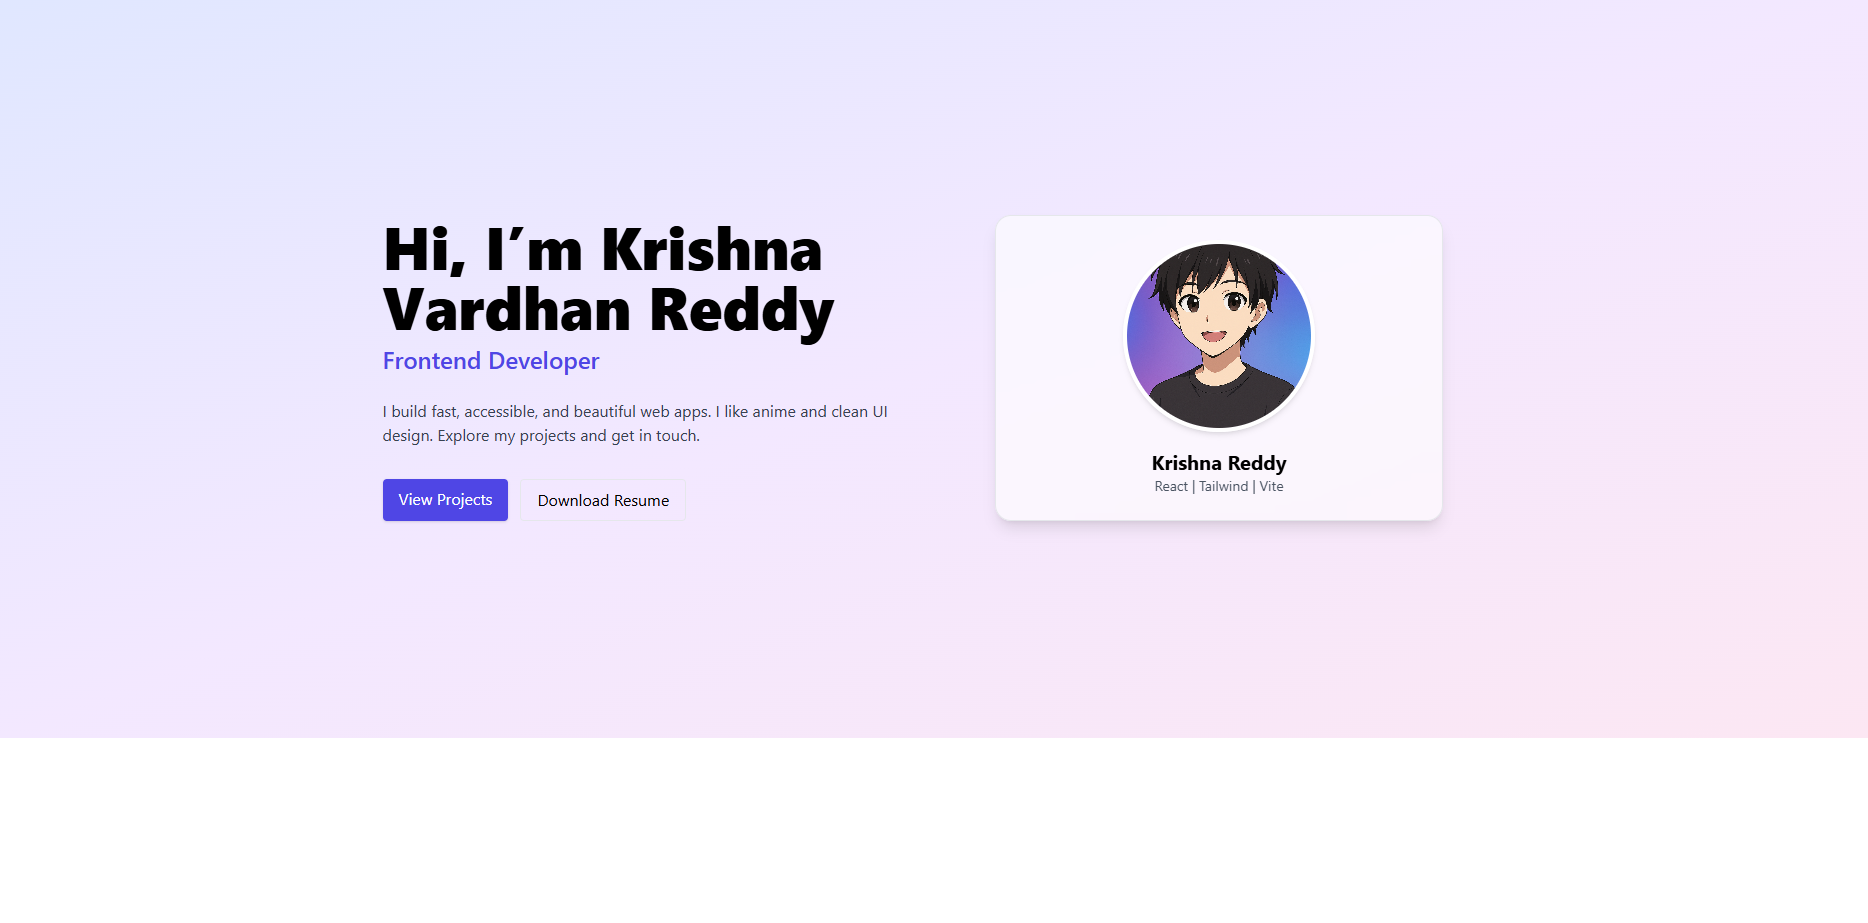 Hi, I’m Krishna
Vardhan Reddy
Frontend Developer
I build fast, accessible, and beautiful web apps. I like anime and clean UI
design. Explore my projects and get in touch.
View Projects
Download Resume
Krishna Reddy
React | Tailwind | Vite